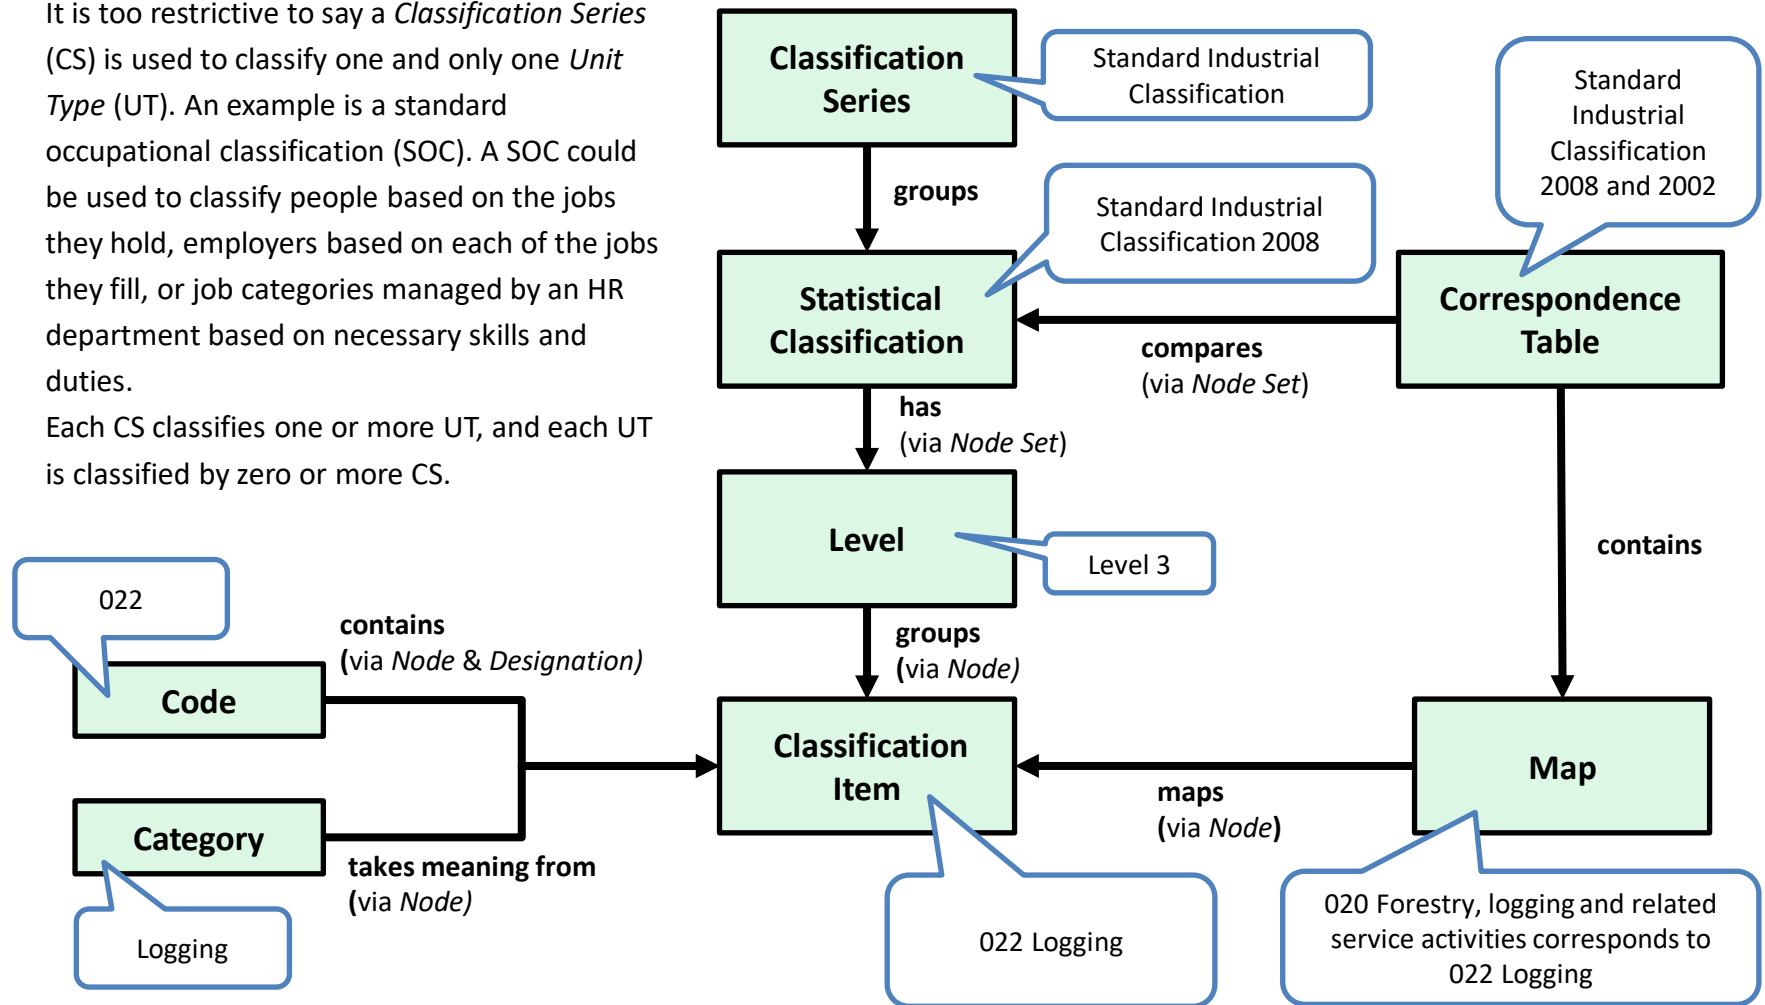 It is too restrictive to say a Classification Series
(CS) is used to classify one and only one Unit
Type (UT). An example is a standard
occupational classification (SOC). A SOC could
be used to classify people based on the jobs
they hold, employers based on each of the jobs
they fill, or job categories managed by an HR
department based on necessary skills and
duties.
Each CS classifies one or more UT, and each UT
is classified by zero or more CS.
Classification
Series
Standard Industrial
Classification
Standard
Industrial
Classification
2008 and 2002
groups
Standard Industrial
Classification 2008
Statistical
Classification
Correspondence
Table
compares
(via Node Set)
has
(via Node Set)
Level
Level 3
contains
022
contains
(via Node & Designation)
groups
(via Node)
Code
Classification
Item
Map
maps
(via Node)
Category
takes meaning from
(via Node)
Logging
022 Logging
020 Forestry, logging and related
service activities corresponds to
022 Logging